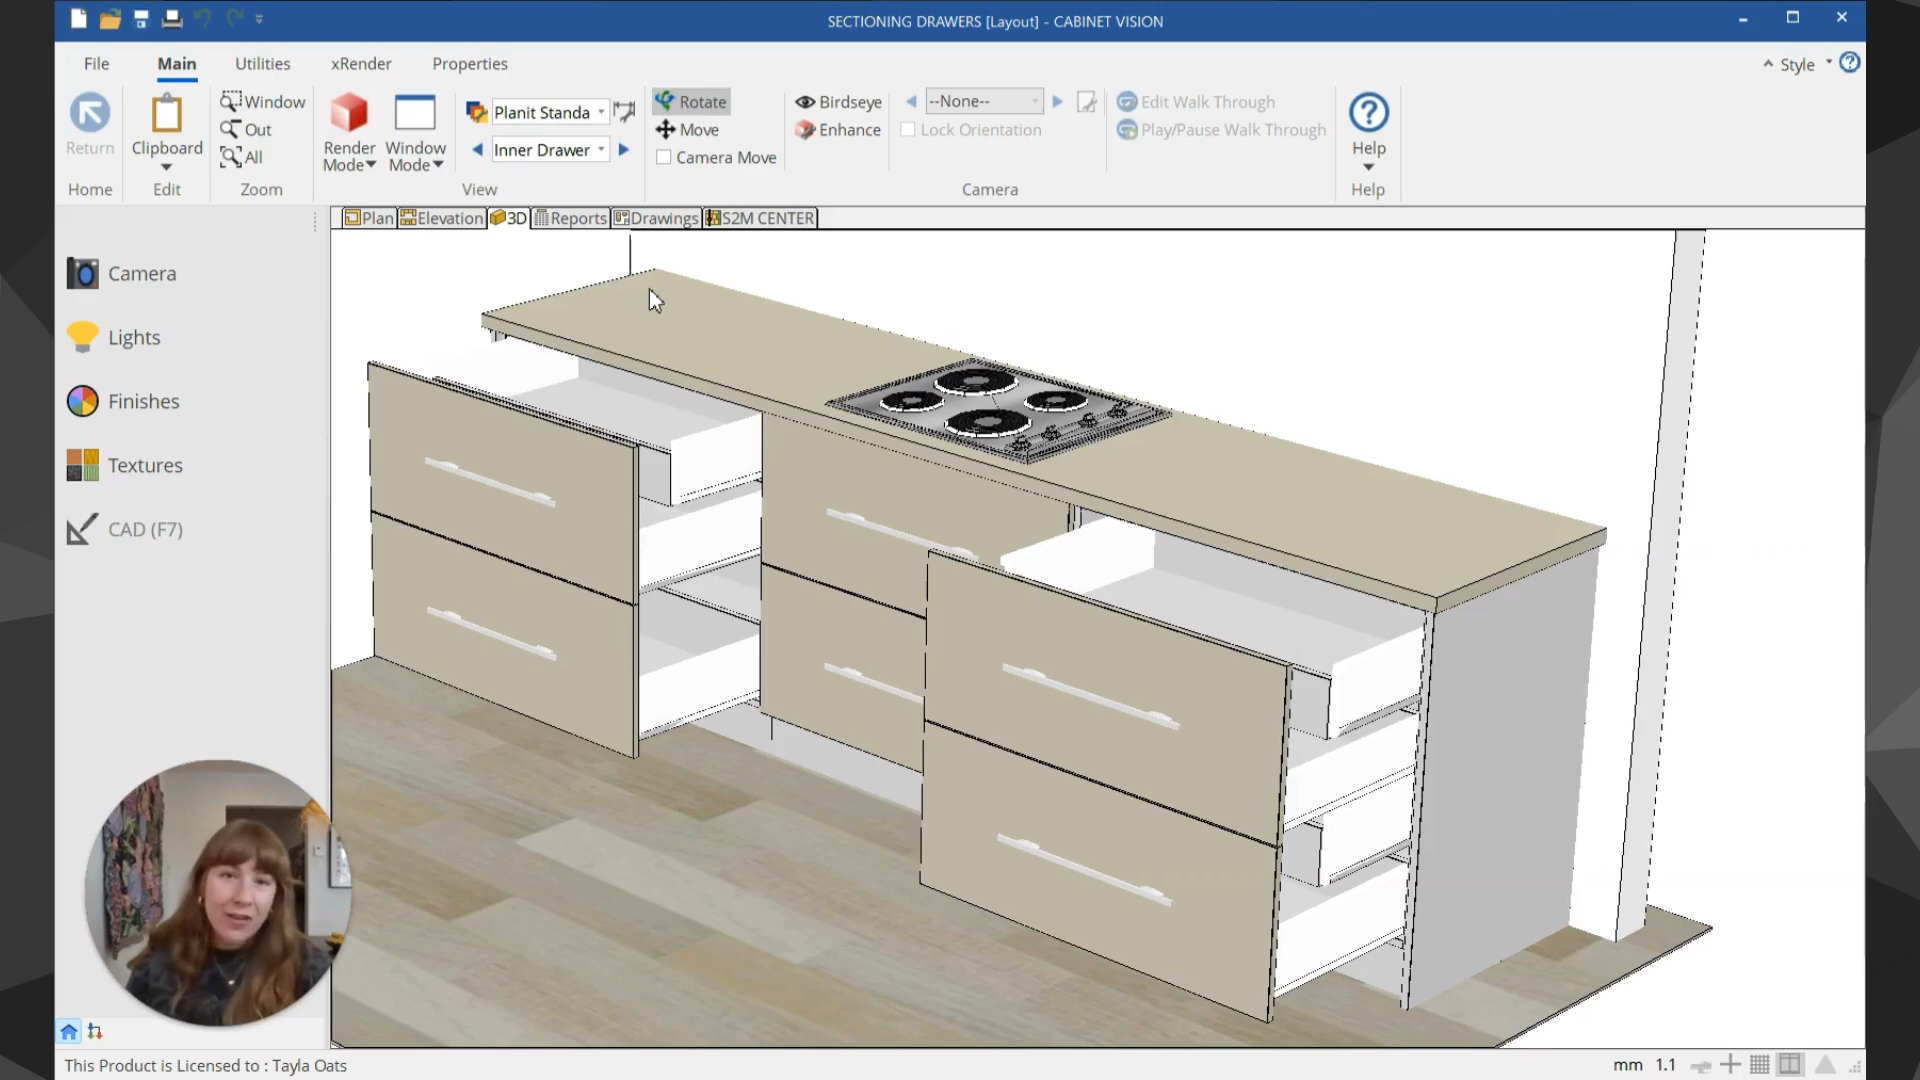 SECTIONING DRAWERS [Layout] - CABINET VISION
File Main Utilities xRender Properties Style
Return
Home
Clipboard
Edit
Window
Out
All
Zoom
Render Mode
Window Mode
Planit Standa
Inner Drawer
View
Rotate
Move
Camera Move
Birdseye
Enhance
--None--
Lock Orientation
Edit Walk Through
Play/Pause Walk Through
Camera
Help
Help
Plan Elevation 3D Reports Drawings S2M CENTER
Camera
Lights
Finishes
Textures
CAD (F7)
This Product is Licensed to : Tayla Oats
mm 1.1